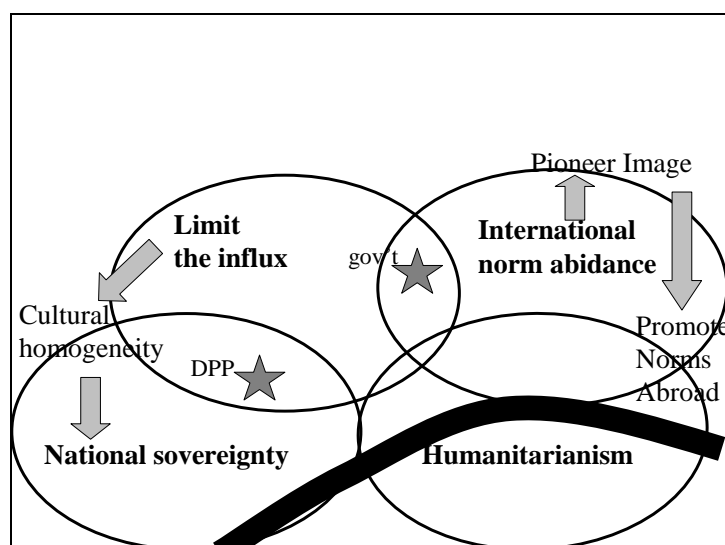 Pioneer Image
Limit
the influx
gov't
International
norm abidance
Cultural
homogeneity
Promote
Norms
Abroad
DPP
National sovereignty
Humanitarianism